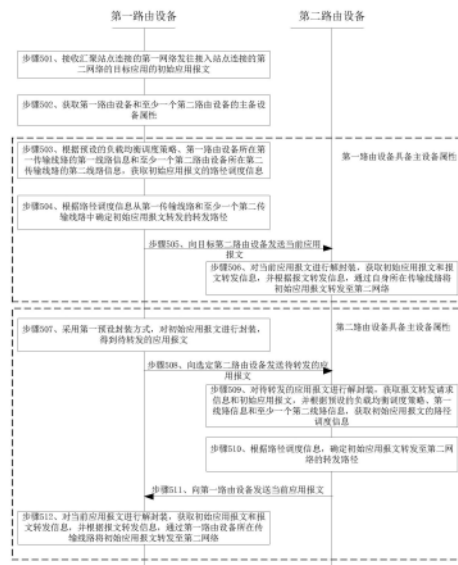 第一路由设备
第二路由设备
步骤501、接收汇聚站点连接的第一网络发往接入站点连接的第
二网络的目标应用的初始应用报文
步骤502、获取第一路由设备和至少一个第二路由设备的主备设
备属性
步骤503、根据预设的负载均衡调度策略、第一路由设备所在第
一传输线路的第一线路信息和至少一个第二路由设备所在第二
传输线路的第二线路信息，获取初始应用报文的路径调度信息
第一路由设备具备主设备属性
步骤504、根据路径调度信息从第一传输线路和至少一个第二传
输线路中确定初始应用报文转发的转发路径
步骤505、向目标第二路由设备发送当前应用
报文
步骤506、对当前应用报文进行解封装，获取初始应用报文和报
文转发信息，并根据报文转发信息，通过自身所在传输线路将
初始应用报文转发至第二网络
步骤507、采用第一预设封装方式，对初始应用报文进行封装，
得到待转发的应用报文
第二路由设备具备主设备属性
步骤508、向选定第二路由设备发送待转发的应
用报文
步骤509、对待转发的应用报文进行解封装，获取报文转发请求
信息和初始应用报文，并根据预设的负载均衡调度策略、第一
线路信息和至少一个第二线路信息，获取初始应用报文的路径
调度信息
步骤510、根据路径调度信息，确定初始应用报文转发至第二网
络的转发路径
步骤511、向第一路由设备发送当前应用报文
步骤512、对当前应用报文进行解封装，获取初始应用报文和报
文转发信息，并根据报文转发信息，通过第一路由设备所在传
输线路将初始应用报文转发至第二网络